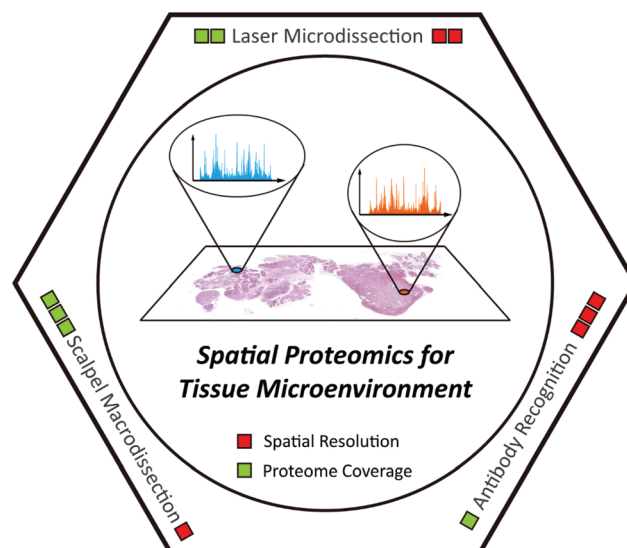 Laser Microdissection
Spatial Proteomics for
Tissue Microenvironment
Spatial Resolution
Proteome Coverage
Scalpel Macrodissection
Antibody Recognition